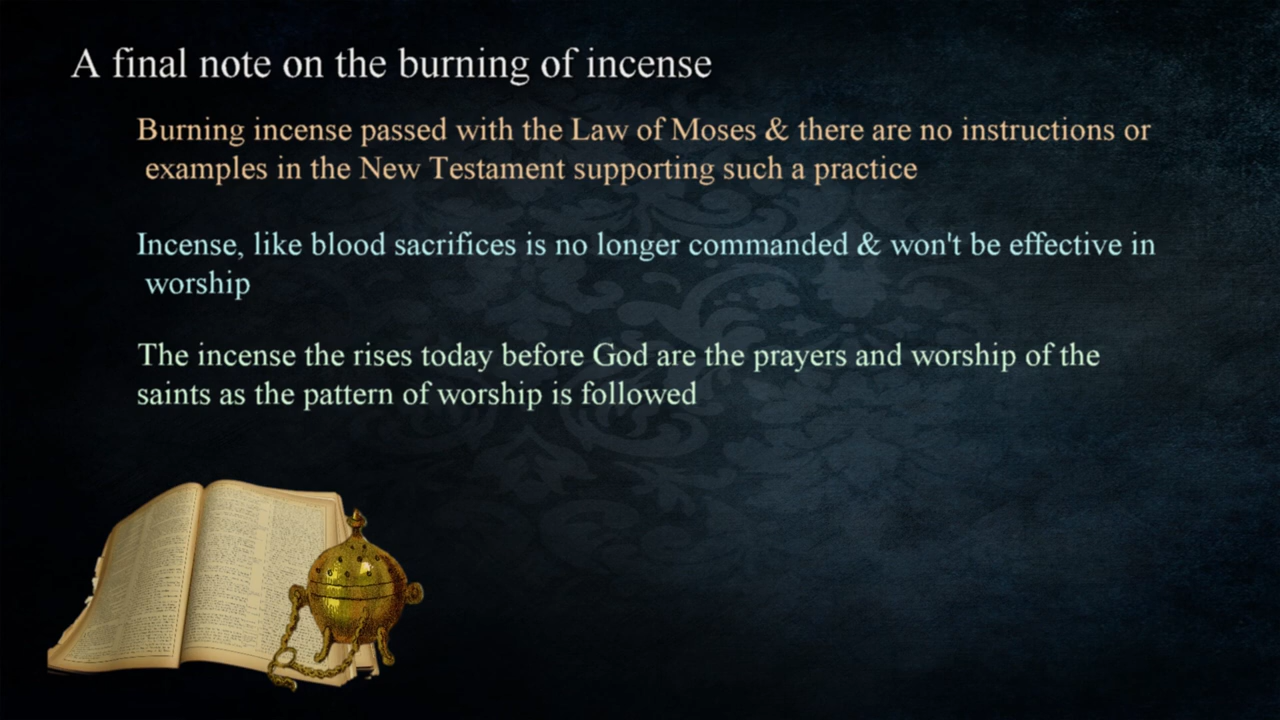 A final note on the burning of incense
Burning incense passed with the Law of Moses & there are no instructions or
examples in the New Testament supporting such a practice
Incense, like blood sacrifices is no longer commanded & won't be effective in
worship
The incense the rises today before God are the prayers and worship of the
saints as the pattern of worship is followed